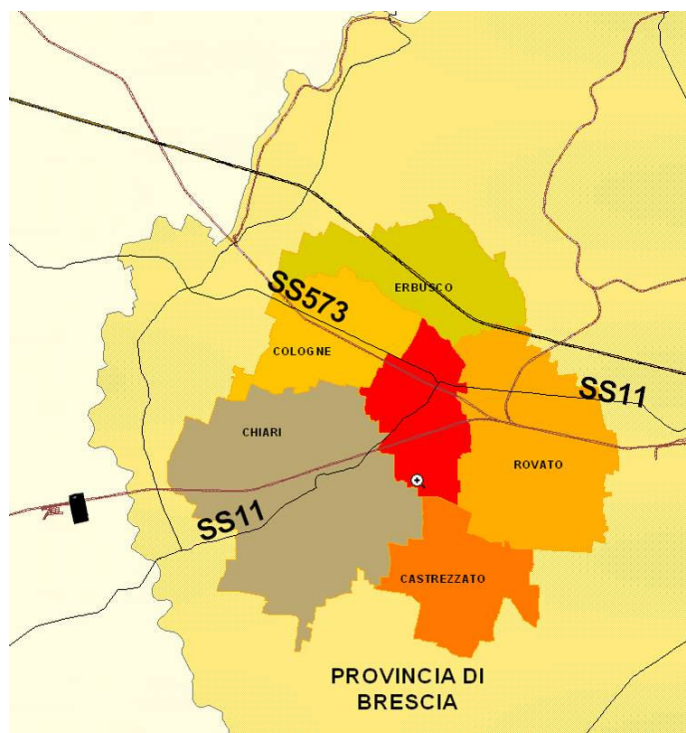 ERBUSCO
SS573
COLOGNE
SS11
CHIARI
ROVATO
SS11
CASTREZZATO
PROVINCIA DI
BRESCIA